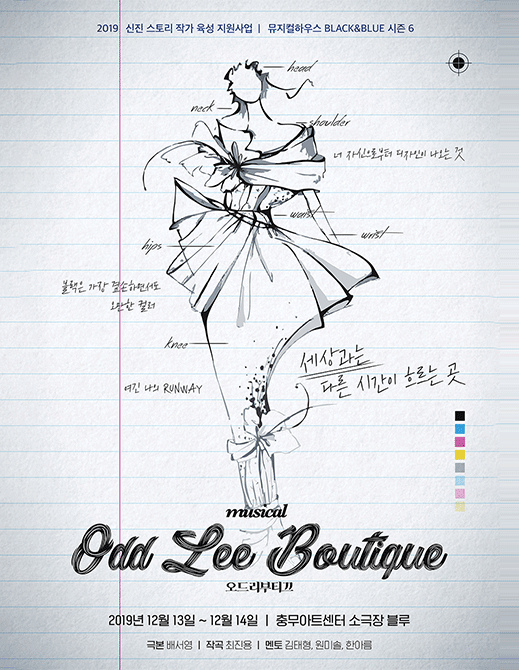 2019 신진 스토리 작가 육성 지원사업 | 뮤지컬하우스 BLACK&BLUE 시즌 6
head
neck
shoulder
너 자신으로부터 디자인이 나오는 것
waist
wrist
hips
블랙은 가장 겸손하면서도
오만한 컬러
knee
세상과는
다른 시간이 흐르는 곳
여긴 나의 RUNWAY
musical
Odd Lee Boutique
오드리부티끄
2019년 12월 13일 ~ 12월 14일 | 충무아트센터 소극장 블루
극본 배서영 | 작곡 최진용 | 멘토 김태형, 원미솔, 한아름